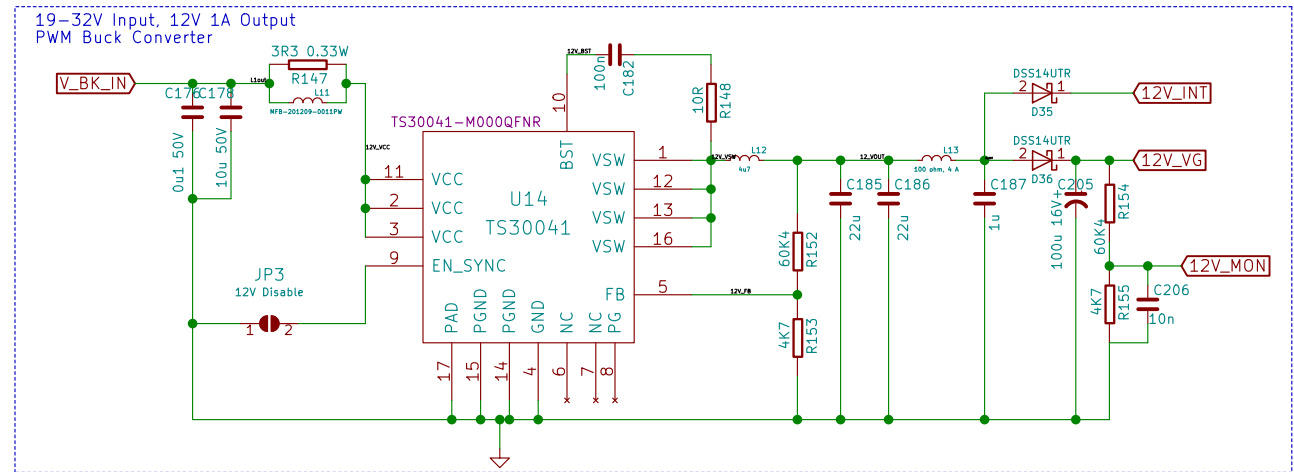 19-32V Input, 12V 1A Output
PWM Buck Converter
V_BK_IN
C176
C178
0u1 50V
10u 50V
L1out
3R3 0.33W
R147
L11
MFB-201209-0011PW
12V_VCC
TS30041-M000QFNR
12V_BST
100n
C182
10R
R148
10
BST
U14
TS30041
11
VCC
2
VCC
3
VCC
9
EN_SYNC
VSW
1
VSW
12
VSW
13
VSW
16
FB
5
PAD
PGND
PGND
GND
NC
NC
PG
17
15
14
4
6
7
8
JP3
12V Disable
1
2
12V_VSW
L12
4u7
12V_FB
60K4
R152
4K7
R153
12_VOUT
C185
22u
C186
22u
L13
100 ohm, 4 A
C187
1u
DSS14UTR
2
1
D35
12V_INT
DSS14UTR
2
1
D36
12V_VG
C205
100u 16V
+
60K4
R154
4K7
R155
12V_MON
C206
10n